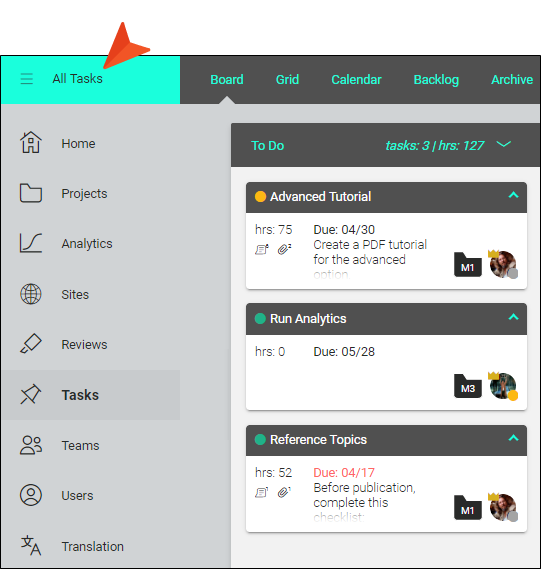 All Tasks
Board Grid Calendar Backlog Archive
Home
Projects
Analytics
Sites
Reviews
Tasks
Teams
Users
Translation
To Do tasks: 3 | hrs: 127
Advanced Tutorial
hrs: 75 Due: 04/30
Create a PDF tutorial
for the advanced
option
M1
Run Analytics
hrs: 0 Due: 05/28
M3
Reference Topics
hrs: 52 Due: 04/17
1 1 Before publication,
complete this
checklist:
M1